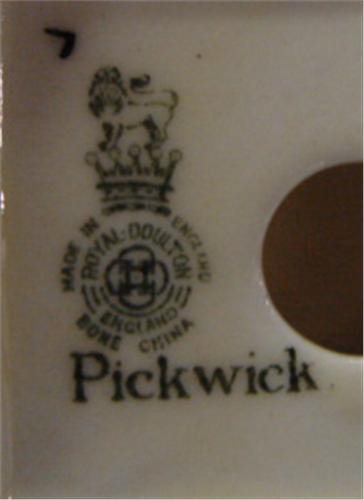 MADE IN ENGLAND
ROYAL·DOULTON
ENGLAND
BONE CHINA
Pickwick